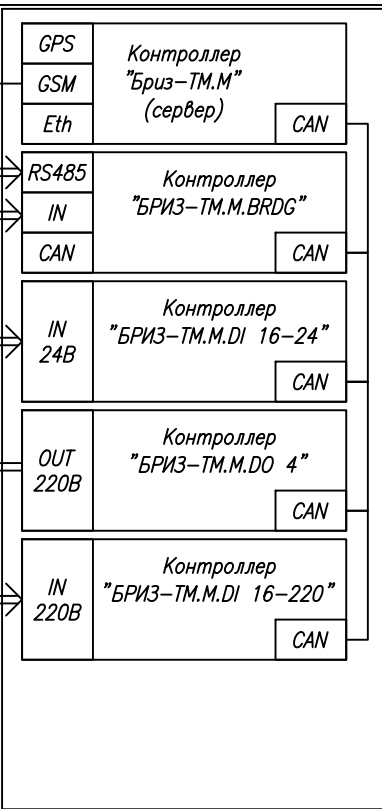 GPS
GSM
Eth
Контроллер
"Бриз-ТМ.М"
(сервер)
CAN
RS485
IN
CAN
Контроллер
"БРИЗ-ТМ.М.BRDG"
CAN
IN
24В
Контроллер
"БРИЗ-ТМ.М.DI 16-24"
CAN
OUT
220В
Контроллер
"БРИЗ-ТМ.М.DO 4"
CAN
IN
220В
Контроллер
"БРИЗ-ТМ.М.DI 16-220"
CAN